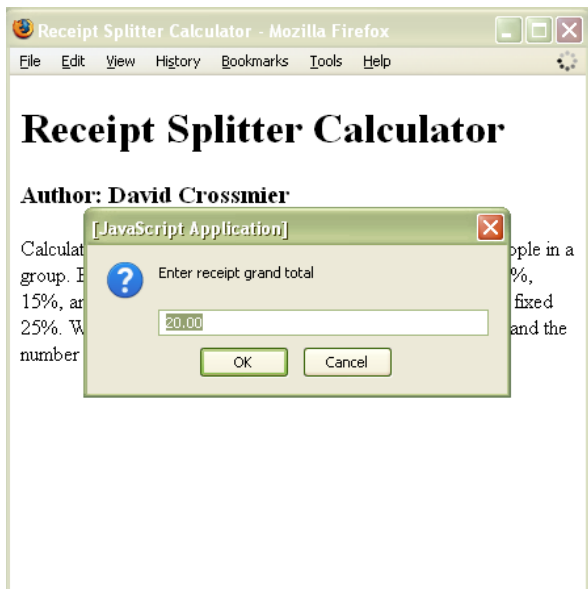 Receipt Splitter Calculator - Mozilla Firefox
File Edit View History Bookmarks Tools Help
Receipt Splitter Calculator
Author: David Crossmier
[JavaScript Application]
Calculat ople in a
Enter receipt grand total
group. %,
15%, an fixed
20.00
25%. W and the
number
OK Cancel